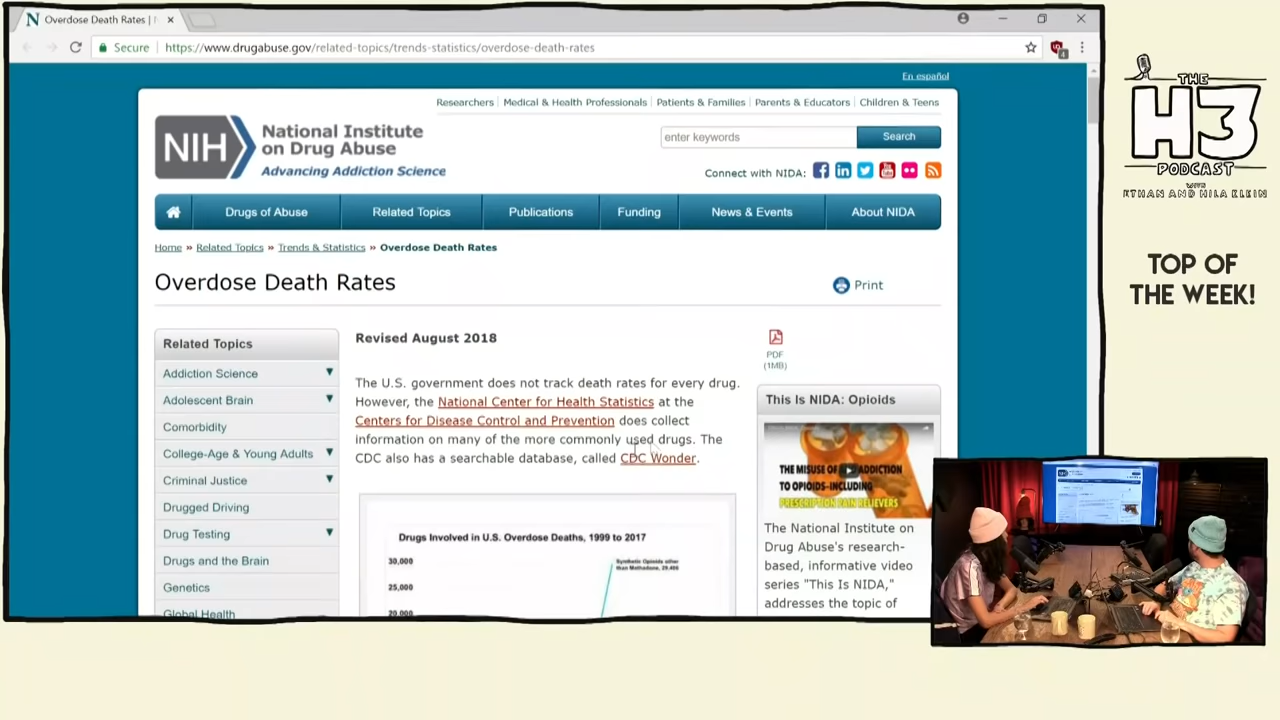 Overdose Death Rates |
Secure
https://www.drugabuse.gov/related-topics/trends-statistics/overdose-death-rates
En español
Researchers
Medical & Health Professionals
Patients & Families
Parents & Educators
Children & Teens
NIH
National Institute
on Drug Abuse
Advancing Addiction Science
enter keywords
Search
Connect with NIDA:
Drugs of Abuse
Related Topics
Publications
Funding
News & Events
About NIDA
Home » Related Topics » Trends & Statistics » Overdose Death Rates
Overdose Death Rates
Print
Related Topics
Addiction Science
Adolescent Brain
Comorbidity
College-Age & Young Adults
Criminal Justice
Drugged Driving
Drug Testing
Drugs and the Brain
Genetics
Global Health
Revised August 2018
The U.S. government does not track death rates for every drug.
However, the National Center for Health Statistics at the
Centers for Disease Control and Prevention does collect
information on many of the more commonly used drugs. The
CDC also has a searchable database, called CDC Wonder.
Drugs Involved in U.S. Overdose Deaths, 1999 to 2017
30,000
25,000
20,000
Synthetic Opioids other
than Methadone, 29,406
PDF
(1MB)
This Is NIDA: Opioids
THE MISUSE OF ADDICTION
TO OPIOIDS–INCLUDING
PRESCRIPTION PAIN RELIEVERS
The National Institute on
Drug Abuse's research-
based, informative video
series "This Is NIDA,"
addresses the topic of
THE
H3
PODCAST
WITH
ETHAN AND HILA KLEIN
TOP OF
THE WEEK!